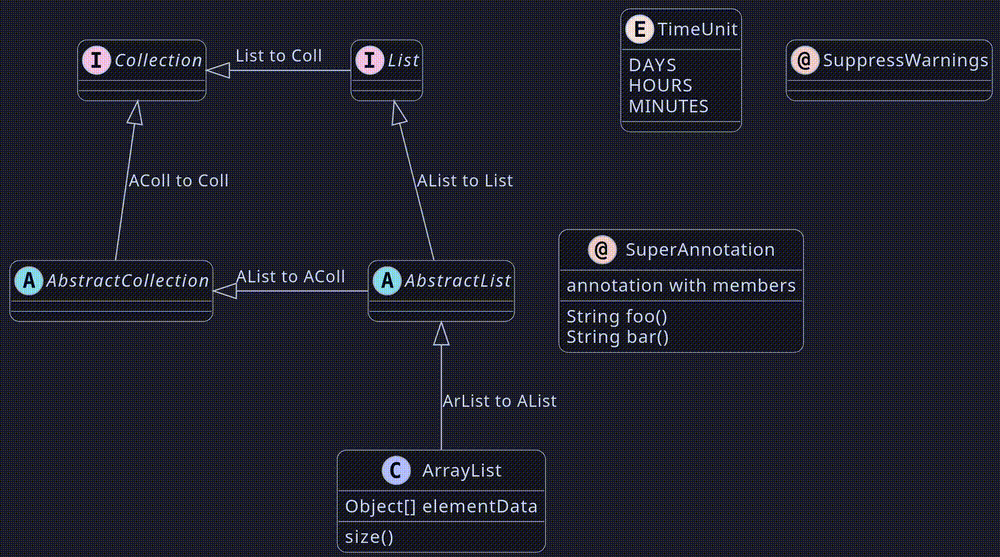 I Collection
List to Coll
I List
E TimeUnit
DAYS
HOURS
MINUTES
@ SuppressWarnings
AColl to Coll
AList to List
@ SuperAnnotation
annotation with members
String foo()
String bar()
A AbstractCollection
AList to AColl
A AbstractList
ArList to AList
C ArrayList
Object[] elementData
size()